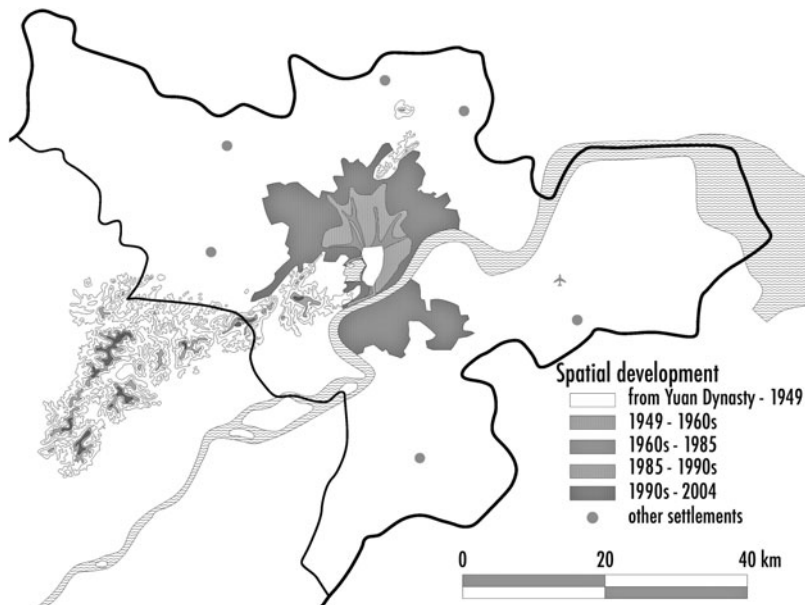 Spatial development
from Yuan Dynasty - 1949
1949 - 1960s
1960s - 1985
1985 - 1990s
1990s - 2004
other settlements
0 20 40 km